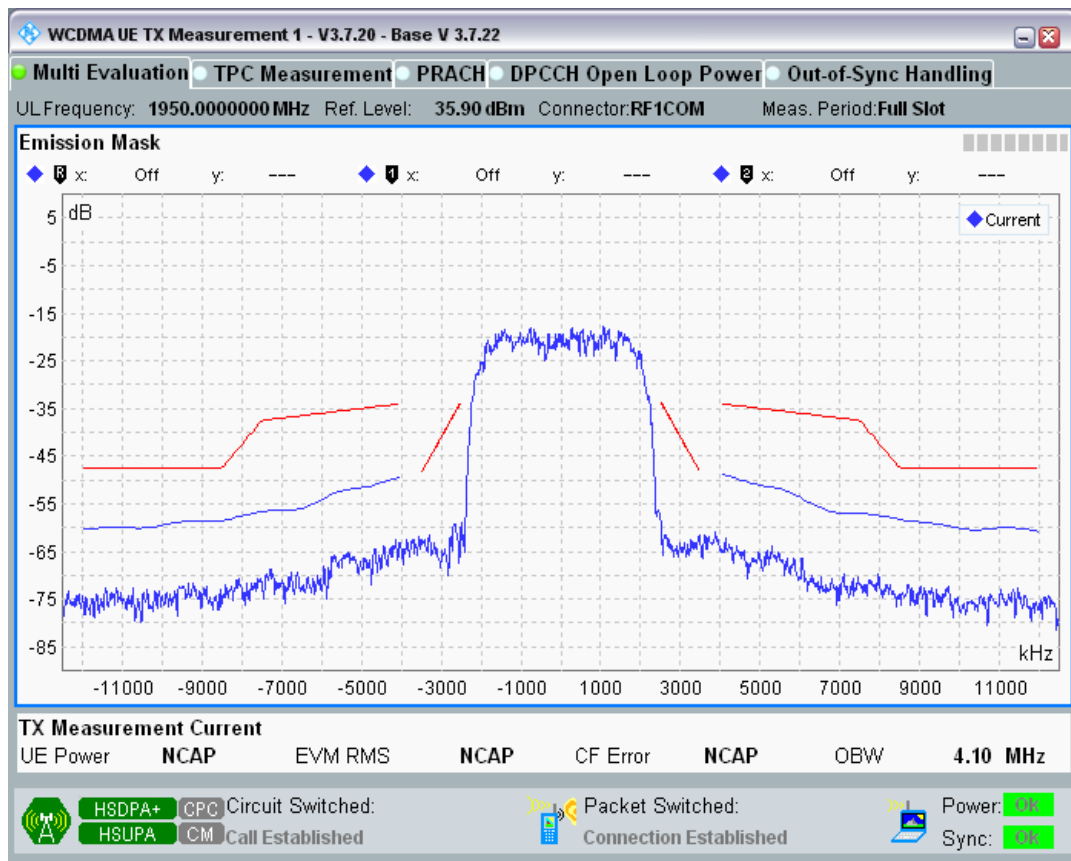 WCDMA UE TX Measurement 1 - V3.7.20 - Base V 3.7.22
Multi Evaluation TPC Measurement PRACH DPCCH Open Loop Power Out-of-Sync Handling
UL Frequency: 1950.0000000 MHz Ref. Level: 35.90 dBm Connector:RF1COM Meas. Period:Full Slot
Emission Mask
R x: Off y: --- 1 x: Off y: --- 2 x: Off y: ---
dB
Current
5
-5
-15
-25
-35
-45
-55
-65
-75
-85
kHz
-11000 -9000 -7000 -5000 -3000 -1000 1000 3000 5000 7000 9000 11000
TX Measurement Current
UE Power NCAP EVM RMS NCAP CF Error NCAP OBW 4.10 MHz
HSDPA+ CPC Circuit Switched: Packet Switched: Power: OK
HSUPA CM Call Established Connection Established Sync: OK